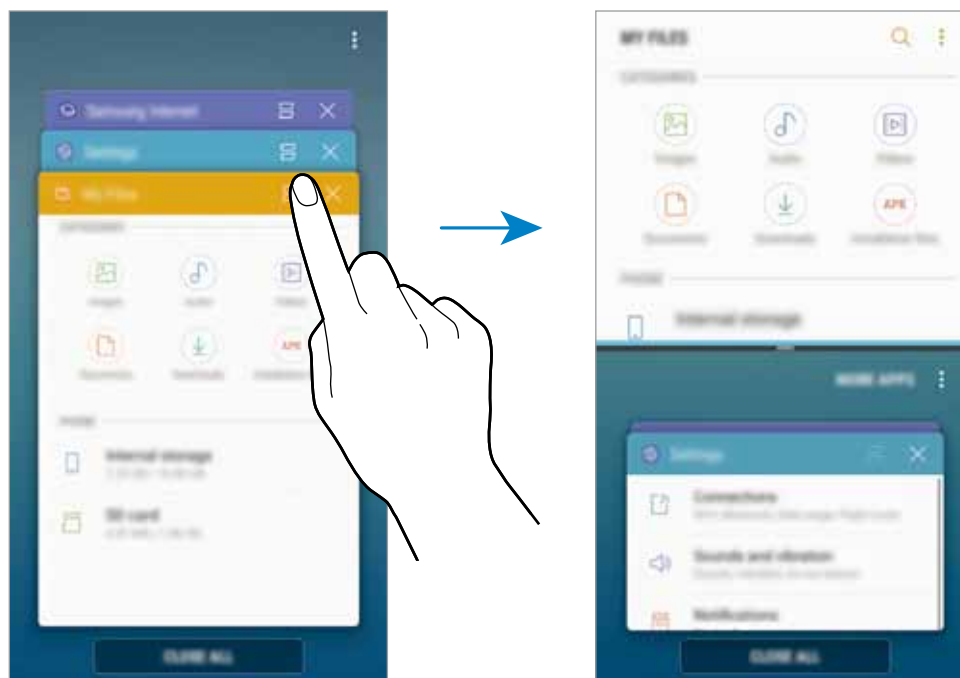 Samsung Internet
Settings
My Files
CATEGORIES
Images Audio Videos
Documents Downloads
PHONE
Internal storage
SD card
CLOSE ALL
MY FILES
CATEGORIES
Images Audio Videos
APK
Documents Downloads Installation files
PHONE
Internal storage
MORE APPS
Settings
Connections
Sounds and vibration
Notifications
CLOSE ALL